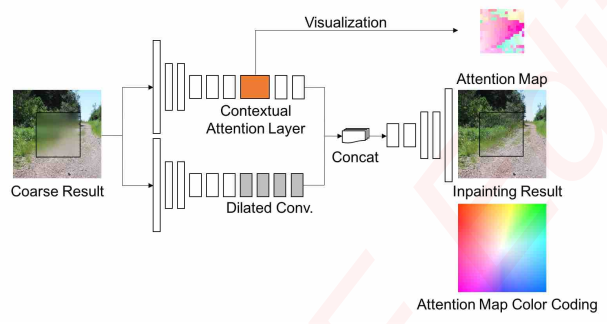 Visualization
Attention Map
Contextual
Attention Layer
Concat
Coarse Result
Inpainting Result
Dilated Conv.
Attention Map Color Coding